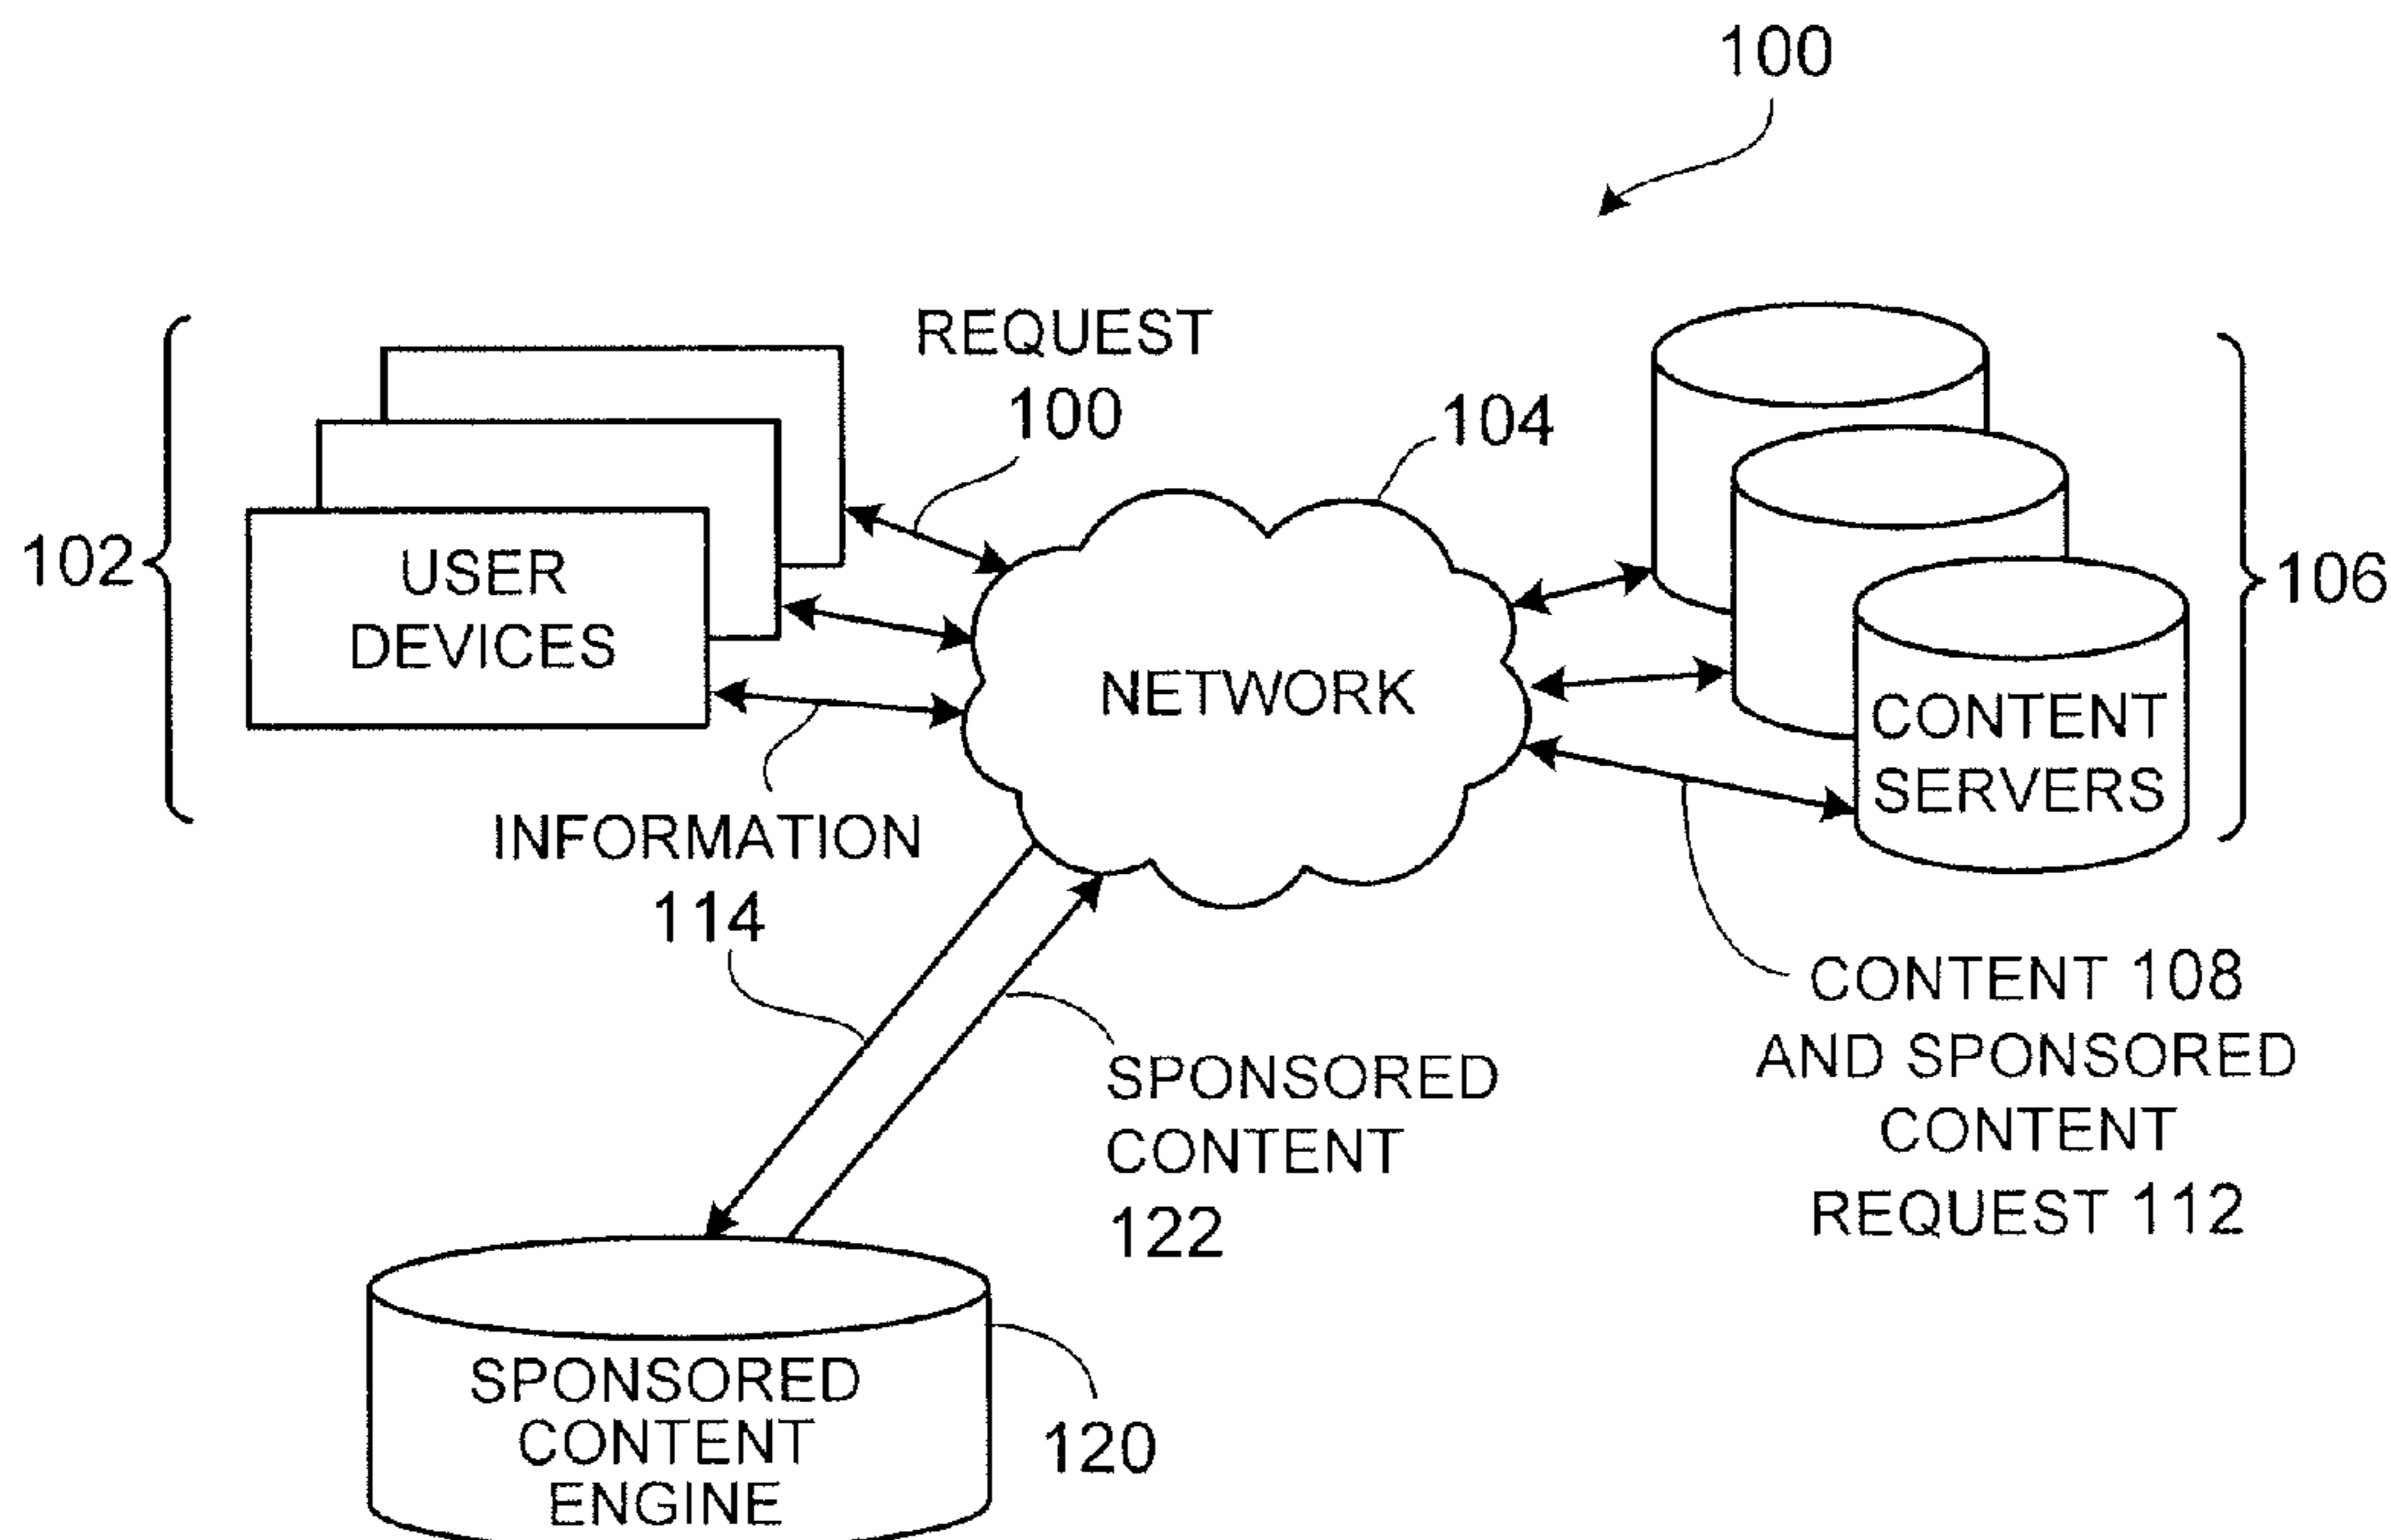 100
REQUEST
100
104
102
USER
DEVICES
NETWORK
106
CONTENT
SERVERS
INFORMATION
114
CONTENT 108
AND SPONSORED
CONTENT
REQUEST 112
SPONSORED
CONTENT
122
SPONSORED
CONTENT
ENGINE
120